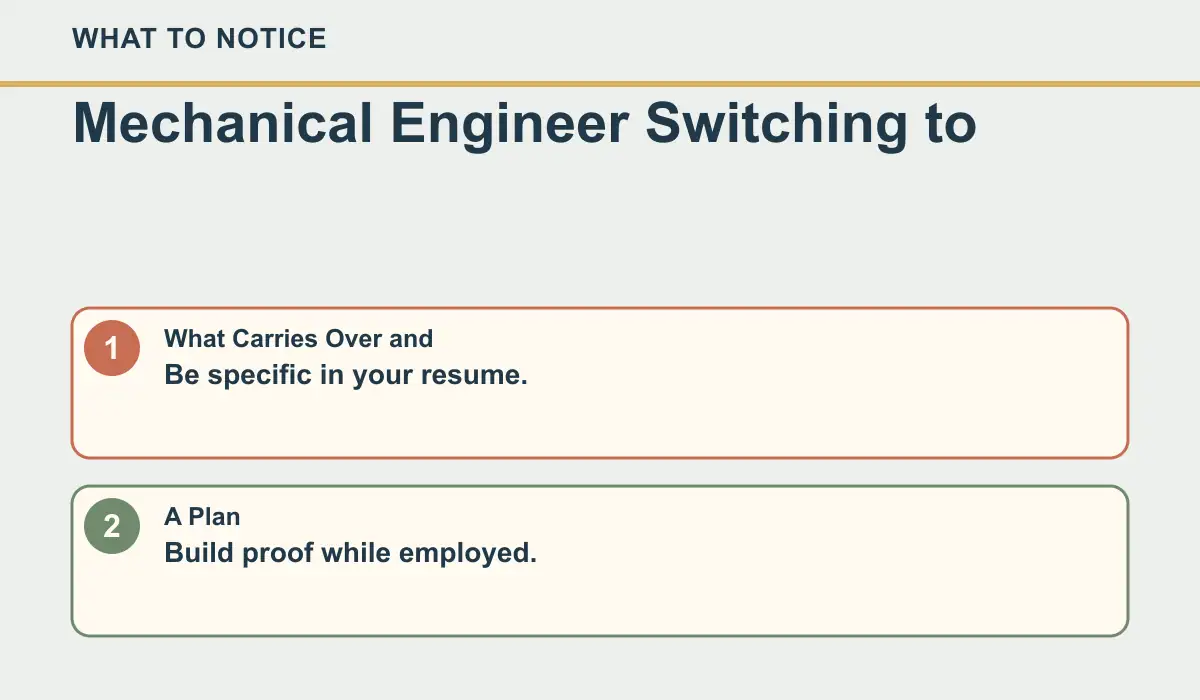 WHAT TO NOTICE
Mechanical Engineer Switching to
1
What Carries Over and
Be specific in your resume.
2
A Plan
Build proof while employed.